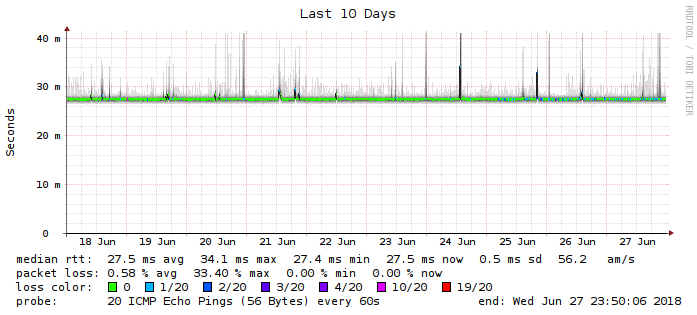 Last 10 Days
RRDTOOL / TOBI OETIKER
Seconds
40 m
30 m
20 m
10 m
0
18 Jun 19 Jun 20 Jun 21 Jun 22 Jun 23 Jun 24 Jun 25 Jun 26 Jun 27 Jun
median rtt: 27.5 ms avg 34.1 ms max 27.4 ms min 27.5 ms now 0.5 ms sd 56.2 am/s
packet loss: 0.58 % avg 33.40 % max 0.00 % min 0.00 % now
loss color: 0 1/20 2/20 3/20 4/20 10/20 19/20
probe: 20 ICMP Echo Pings (56 Bytes) every 60s end: Wed Jun 27 23:50:06 2018